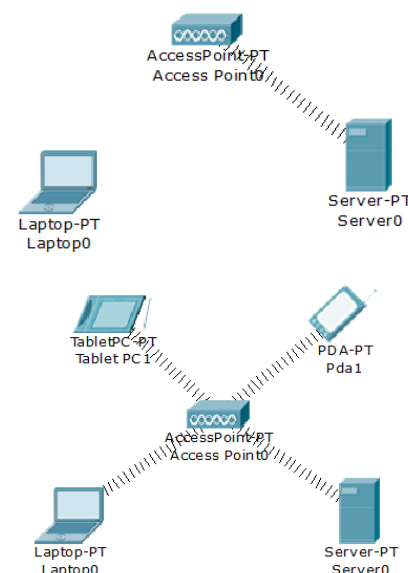 AccessPoint-PT
Access Point0
Server-PT
Server0
Laptop-PT
Laptop0
TabletPC-PT
Tablet PC1
PDA-PT
Pda1
AccessPoint-PT
Access Point0
Laptop-PT
Laptop0
Server-PT
Server0